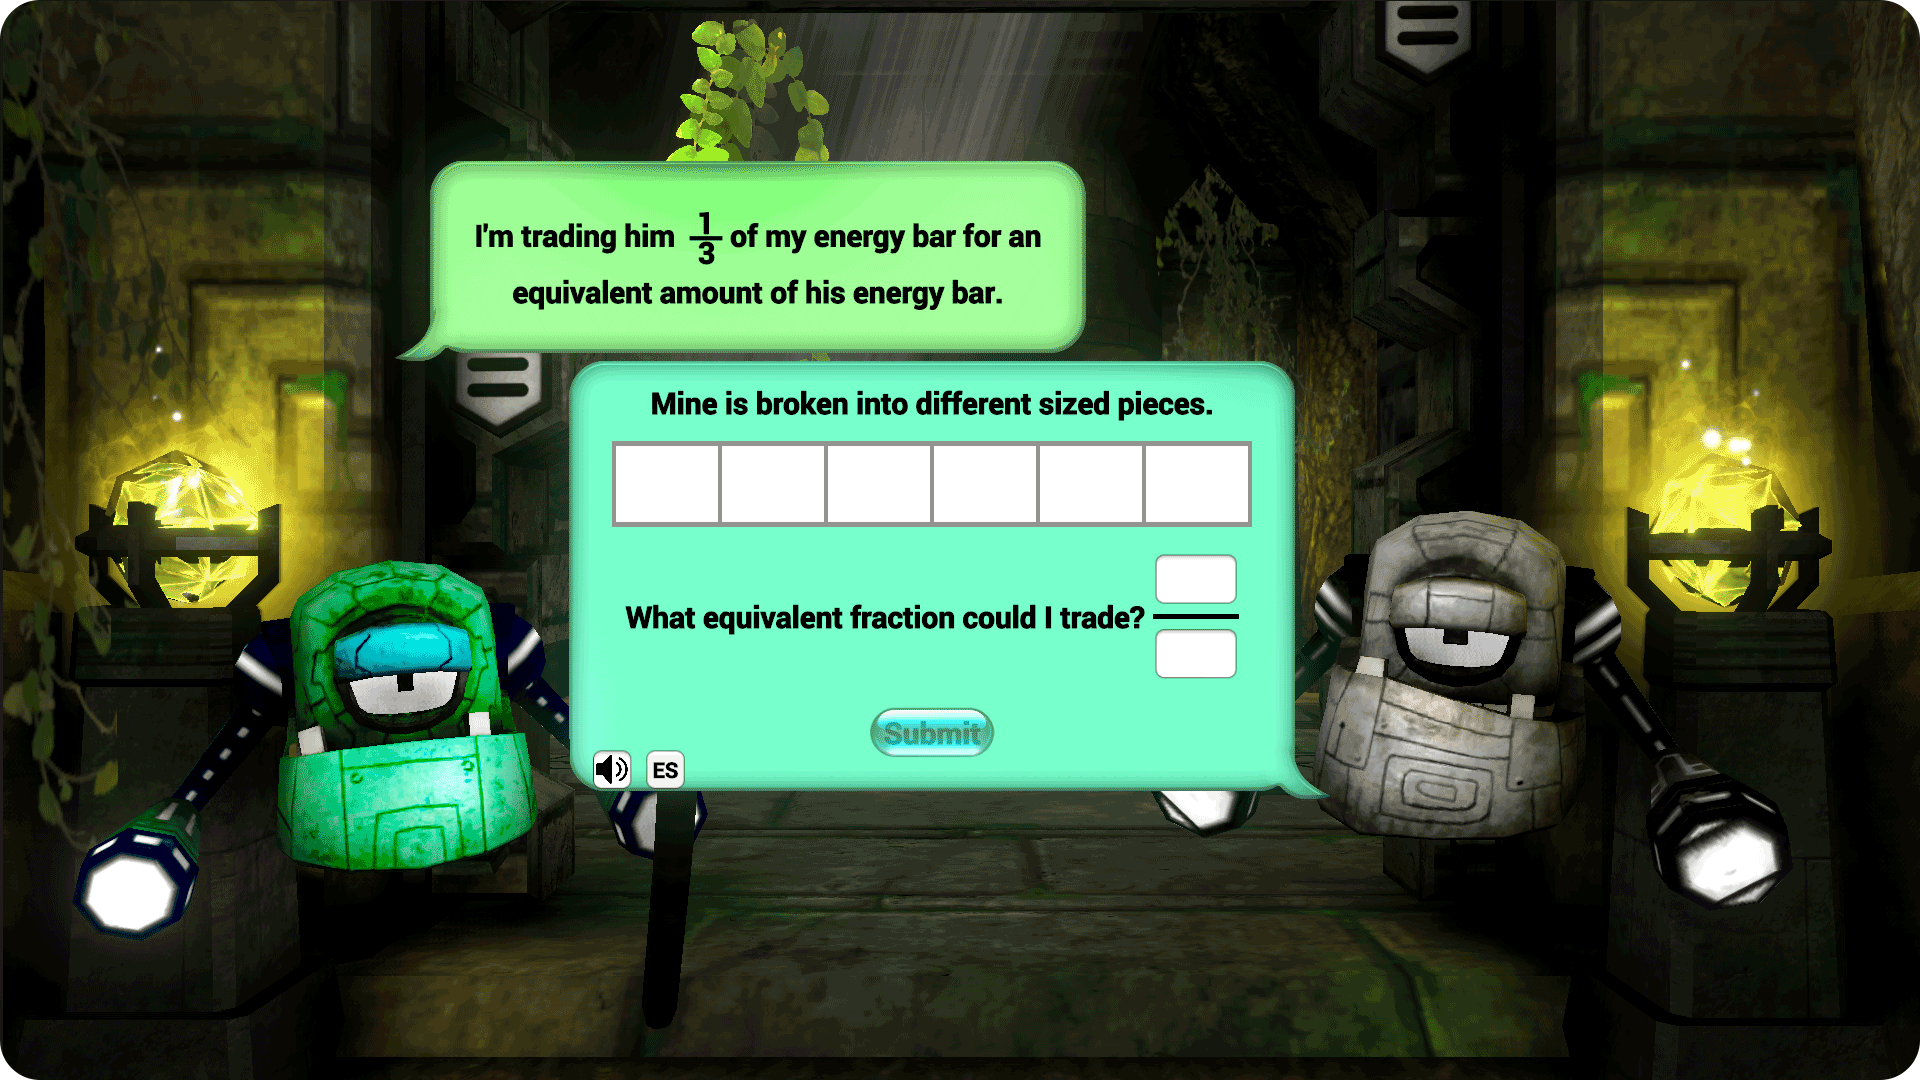 I'm trading him 1/3 of my energy bar for an
equivalent amount of his energy bar.
Mine is broken into different sized pieces.
What equivalent fraction could I trade?
Submit
ES